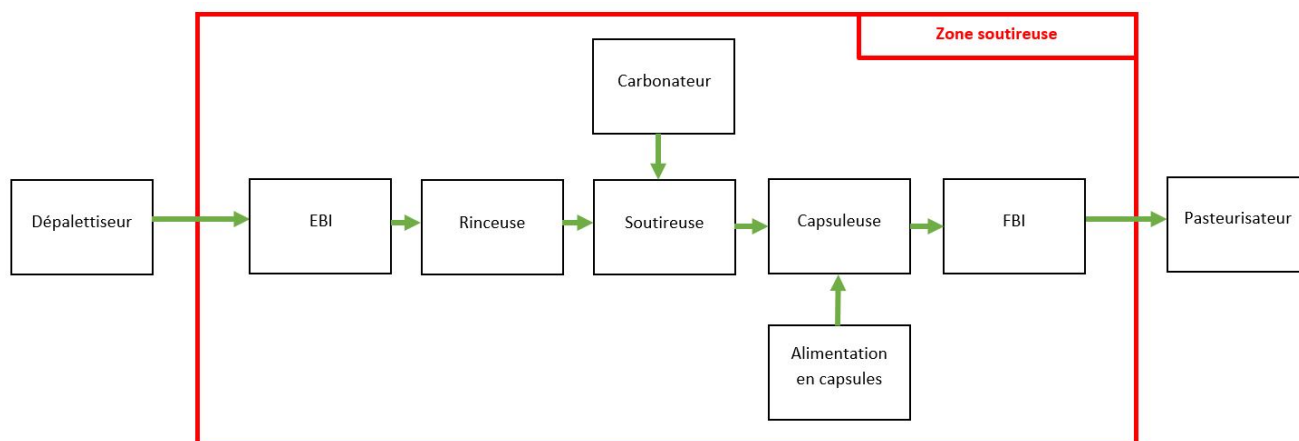 Zone soutireuse
Carbonateur
Dépalettiseur
EBI
Rinceuse
Soutireuse
Capsuleuse
FBI
Pasteurisateur
Alimentation
en capsules